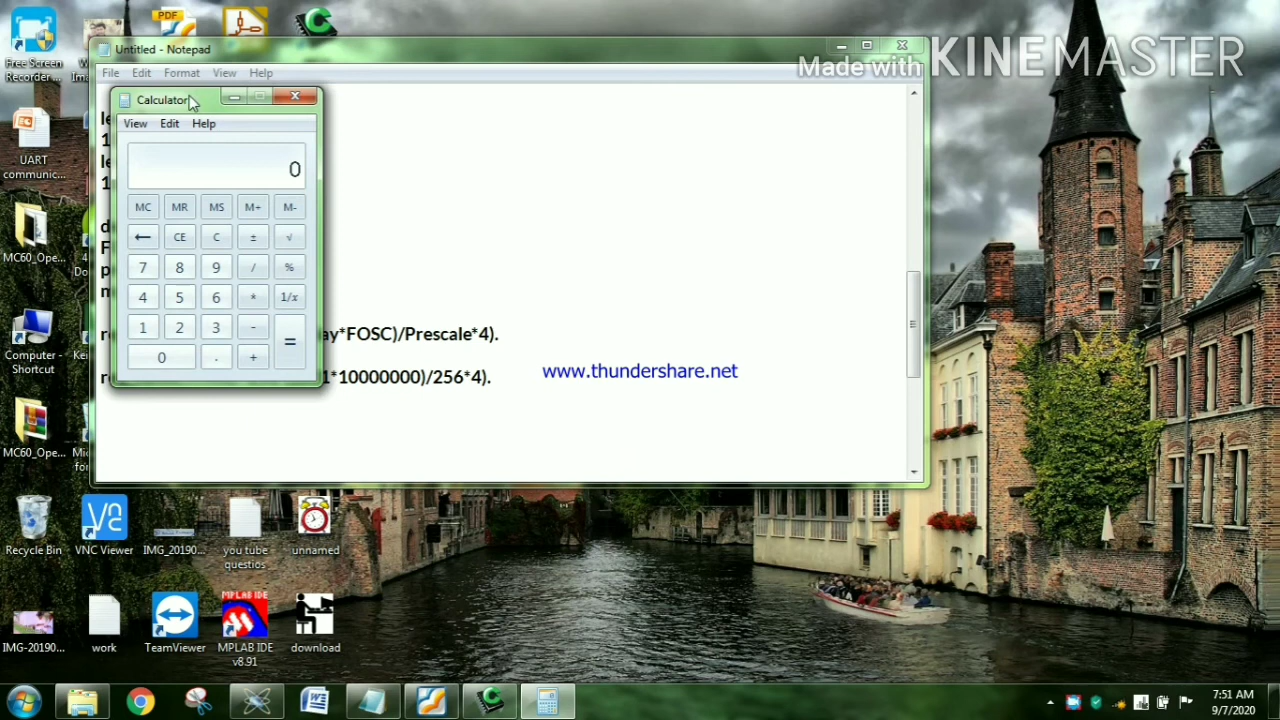 PDF
Free Screen
Recorder ...
Untitled - Notepad
Made with KINEMASTER
File Edit Format View Help
Calculator
View Edit Help
0
MC MR MS M+ M-
← CE C ± √
7 8 9 / %
4 5 6 * 1/x
1 2 3 - =
0 . +
ay*FOSC)/Prescale*4).
1*10000000)/256*4).
www.thundershare.net
UART
communic...
MC60_Ope...
Computer -
Shortcut
MC60_Ope...
Recycle Bin
VNC Viewer
IMG_20190...
you tube
questios
unnamed
IMG-20190...
work
TeamViewer
MPLAB IDE
MPLAB IDE
v8.91
download
7:51 AM
9/7/2020